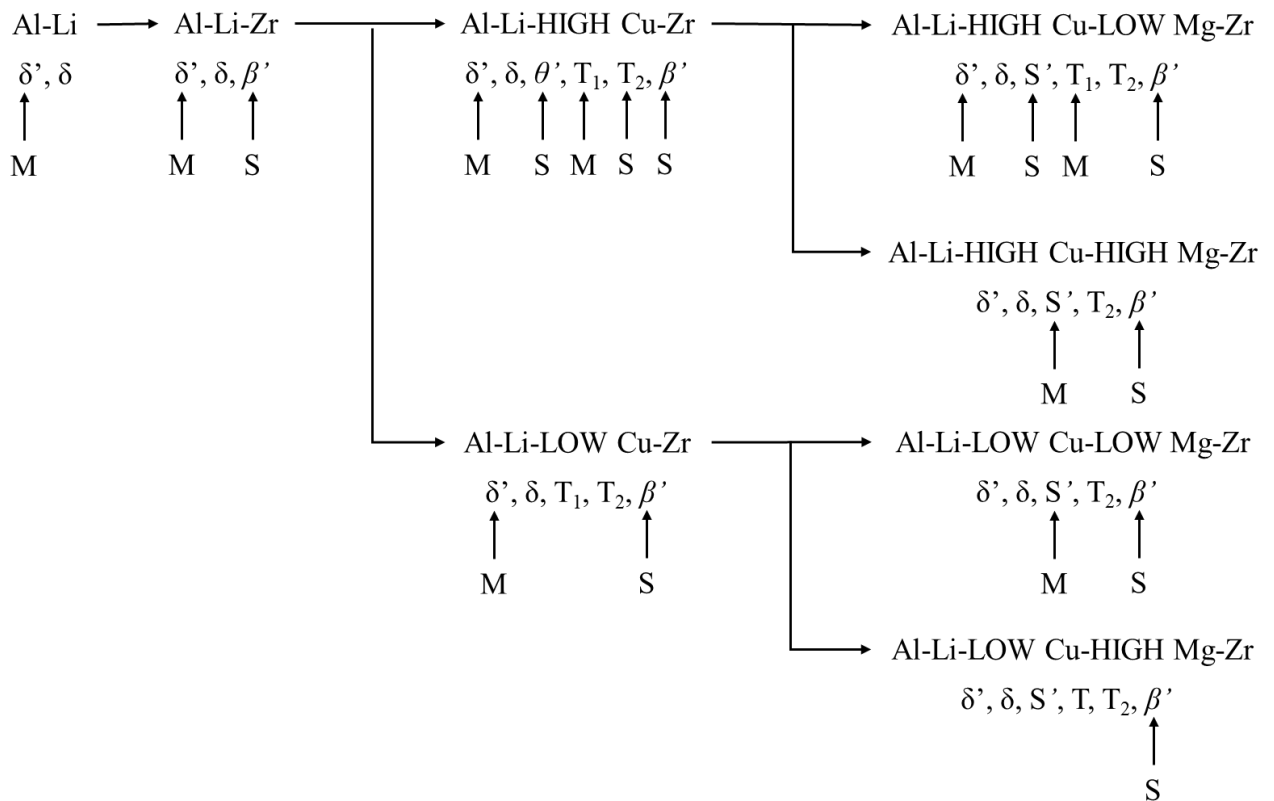 Al-Li
Al-Li-Zr
Al-Li-HIGH Cu-Zr
Al-Li-HIGH Cu-LOW Mg-Zr
δ’, δ
δ’, δ, β’
δ’, δ, θ’, T₁, T₂, β’
δ’, δ, S’, T₁, T₂, β’
M
M S
M S M S S
M S M S
Al-Li-HIGH Cu-HIGH Mg-Zr
δ’, δ, S’, T₂, β’
M S
Al-Li-LOW Cu-Zr
Al-Li-LOW Cu-LOW Mg-Zr
δ’, δ, T₁, T₂, β’
δ’, δ, S’, T₂, β’
M S
M S
Al-Li-LOW Cu-HIGH Mg-Zr
δ’, δ, S’, T, T₂, β’
S